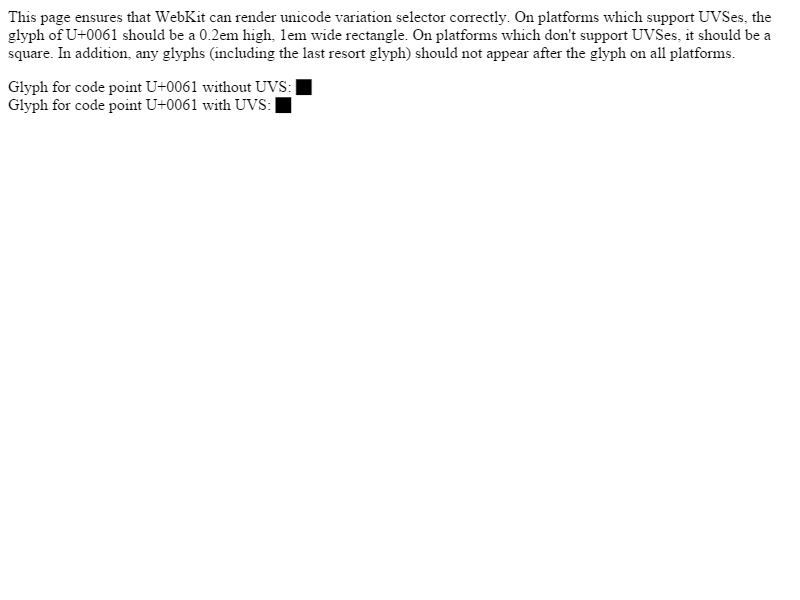 This page ensures that WebKit can render unicode variation selector correctly. On platforms which support UVSes, the
glyph of U+0061 should be a 0.2em high, 1em wide rectangle. On platforms which don't support UVSes, it should be a
square. In addition, any glyphs (including the last resort glyph) should not appear after the glyph on all platforms.
Glyph for code point U+0061 without UVS:
Glyph for code point U+0061 with UVS: